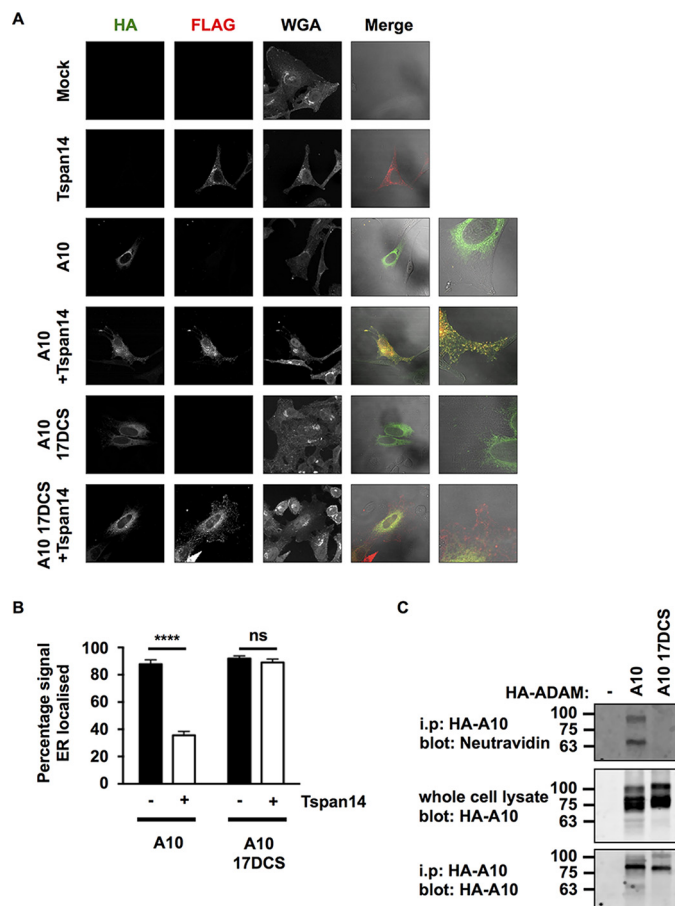 A
HA FLAG WGA Merge
Mock
Tspan14
A10
A10
+Tspan14
A10
17DCS
A10 17DCS
+Tspan14
B
Percentage signal
ER localised
100
80
60
40
20
0
****
ns
- + - + Tspan14
A10 A10
17DCS
C
HA-ADAM: - A10 A10 17DCS
i.p: HA-A10
blot: Neutravidin
100
75
63
whole cell lysate
blot: HA-A10
100
75
63
i.p: HA-A10
blot: HA-A10
100
75
63